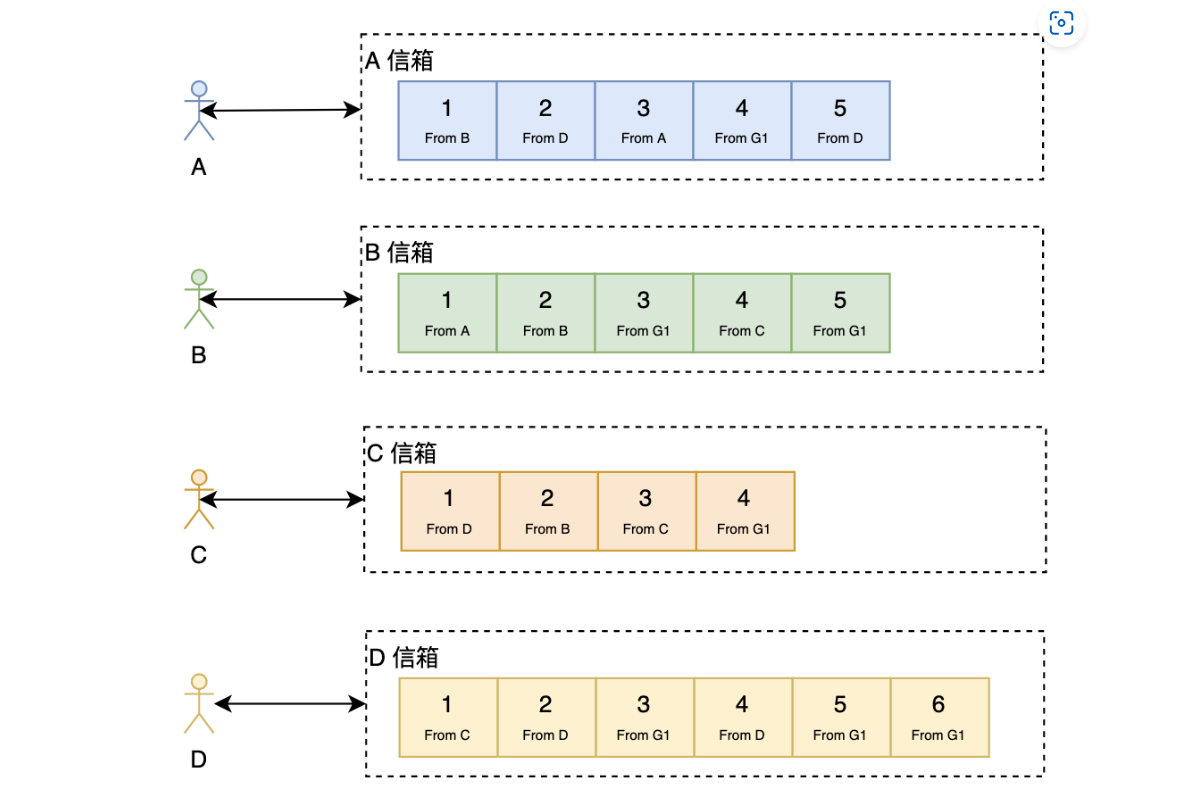 A 信箱
1 2 3 4 5
From B From D From A From G1 From D
A
B 信箱
1 2 3 4 5
From A From B From G1 From C From G1
B
C 信箱
1 2 3 4
From D From B From C From G1
C
D 信箱
1 2 3 4 5 6
From C From D From G1 From D From G1 From G1
D